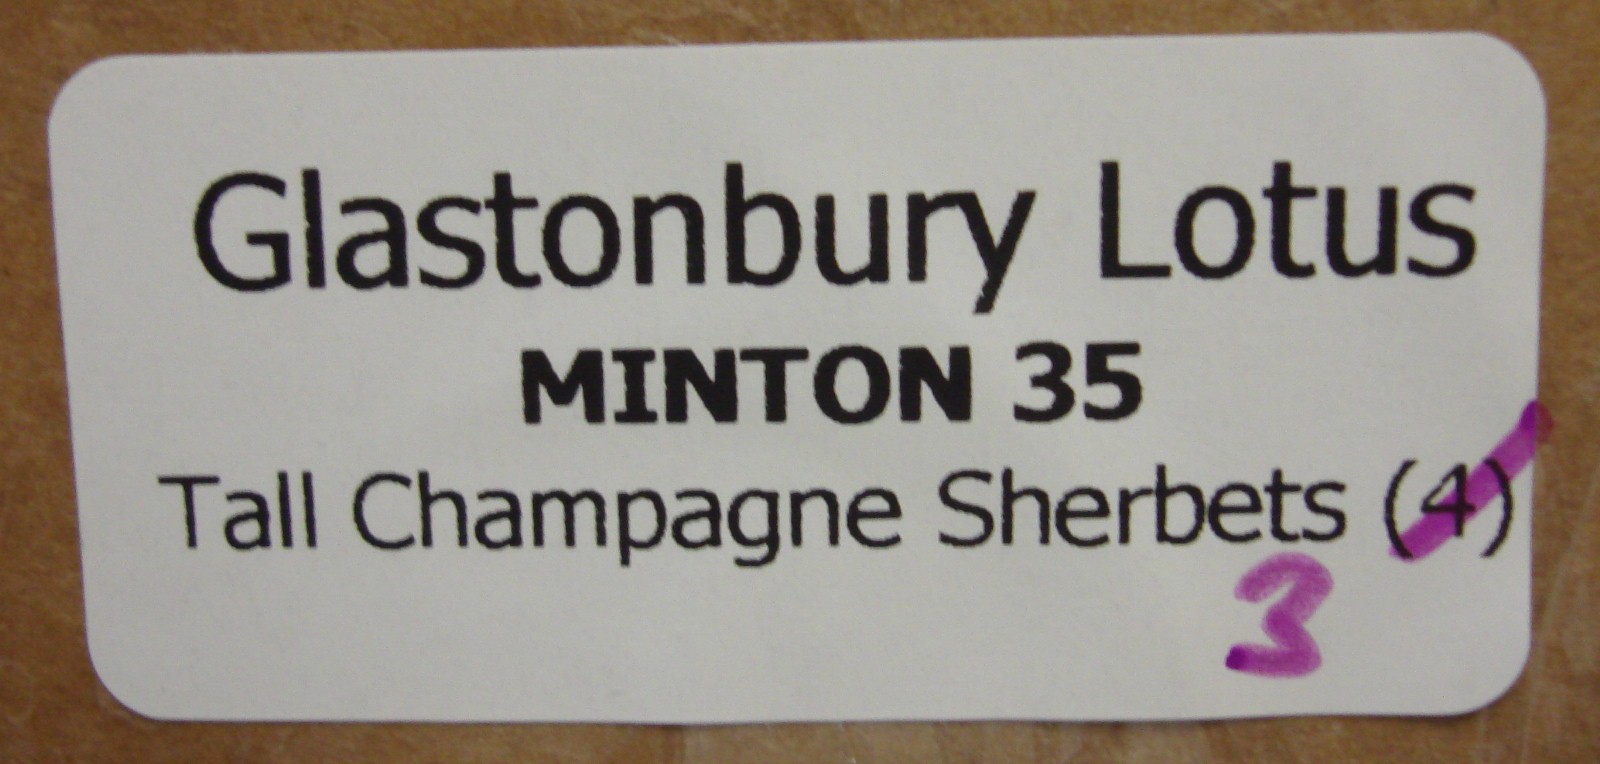 Glastonbury Lotus
MINTON 35
Tall Champagne Sherbets (4)
3